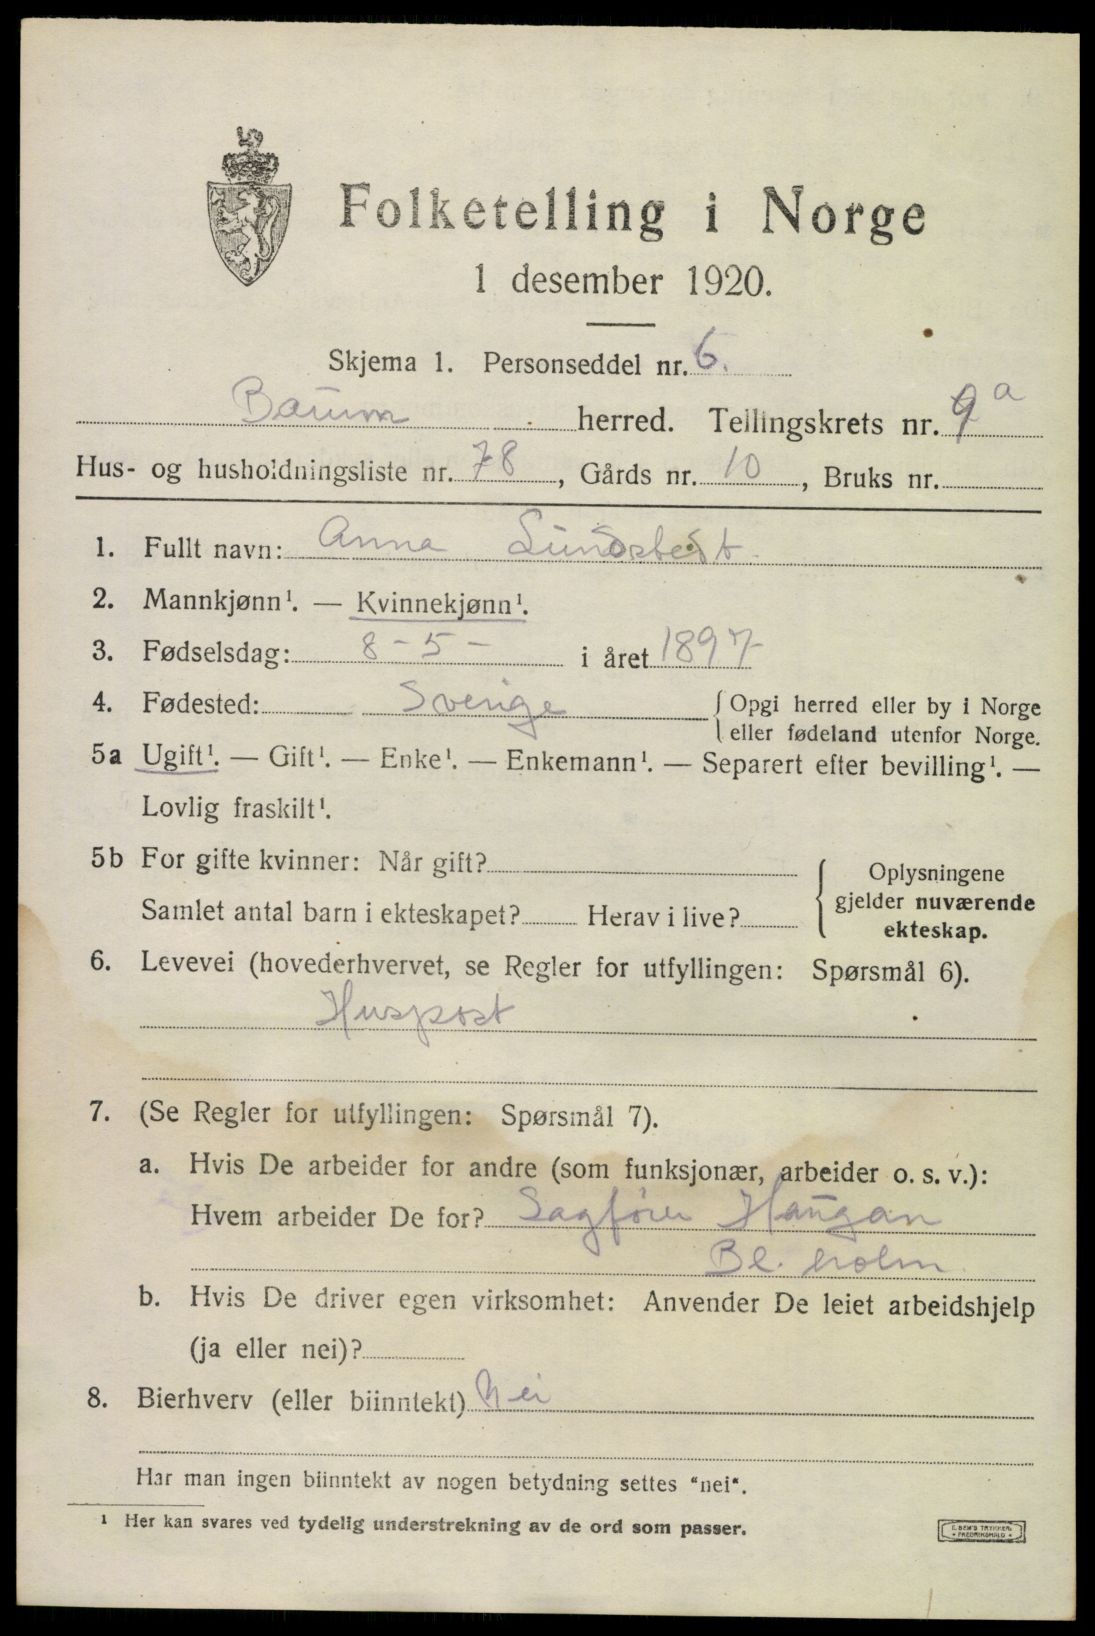 Folketelling i Norge
1 desember 1920.
Skjema 1. Personseddel nr. 6.
Bærum herred. Tellingskrets nr. 9a
Hus- og husholdningsliste nr. 78, Gårds nr. 10, Bruks nr.
1. Fullt navn: Anna
2. Mannkjønn¹. — Kvinnekjønn¹.
3. Fødselsdag: 8-5- i året 1897
4. Fødested: Sverige { Opgi herred eller by i Norge
eller fødeland utenfor Norge.
5a Ugift¹. — Gift¹. — Enke¹. — Enkemann¹. — Separert efter bevilling¹. —
Lovlig fraskilt¹.
5b For gifte kvinner: Når gift? { Oplysningene
gjelder nuværende
Samlet antal barn i ekteskapet? Herav i live?
ekteskap.
6. Levevei (hovederhvervet, se Regler for utfyllingen: Spørsmål 6).
Huspost
7. (Se Regler for utfyllingen: Spørsmål 7).
a. Hvis De arbeider for andre (som funksjonær, arbeider o. s. v.):
Hvem arbeider De for? Sagfører Haugan
Bl. holm
b. Hvis De driver egen virksomhet: Anvender De leiet arbeidshjelp
(ja eller nei)?
8. Bierhverv (eller biinntekt) Nei
Har man ingen biinntekt av nogen betydning settes "nei".
¹ Her kan svares ved tydelig understrekning av de ord som passer.